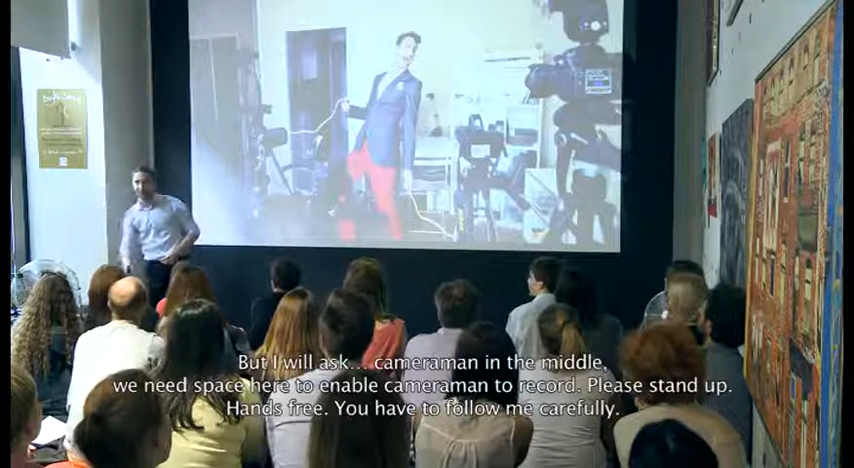 But I will ask... cameraman in the middle,
we need space here to enable cameraman to record. Please stand up.
Hands free. You have to follow me carefully.